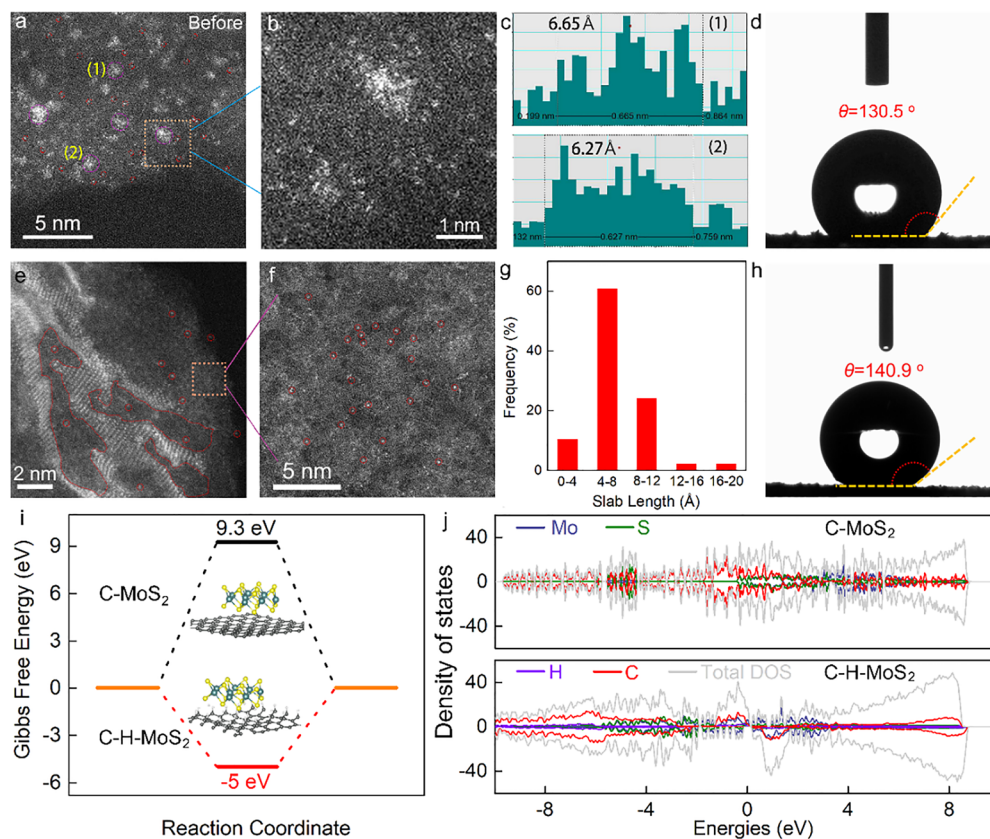 a
Before
(1)
(2)
5 nm
b
1 nm
c
6.65 Å
(1)
0.199 nm
0.665 nm
0.864 nm
6.27Å
(2)
132 nm
0.627 nm
0.759 nm
d
θ=130.5 °
e
2 nm
f
5 nm
g
Frequency (%)
60
40
20
0
0-4
4-8
8-12
12-16
16-20
Slab Length (Å)
h
θ=140.9 °
i
Gibbs Free Energy (eV)
9
6
3
0
-3
-6
9.3 eV
C-MoS₂
C-H-MoS₂
-5 eV
Reaction Coordinate
j
Density of states
Mo
S
C-MoS₂
40
0
-40
H
C
Total DOS
C-H-MoS₂
40
0
-40
-8
-4
0
4
8
Energies (eV)